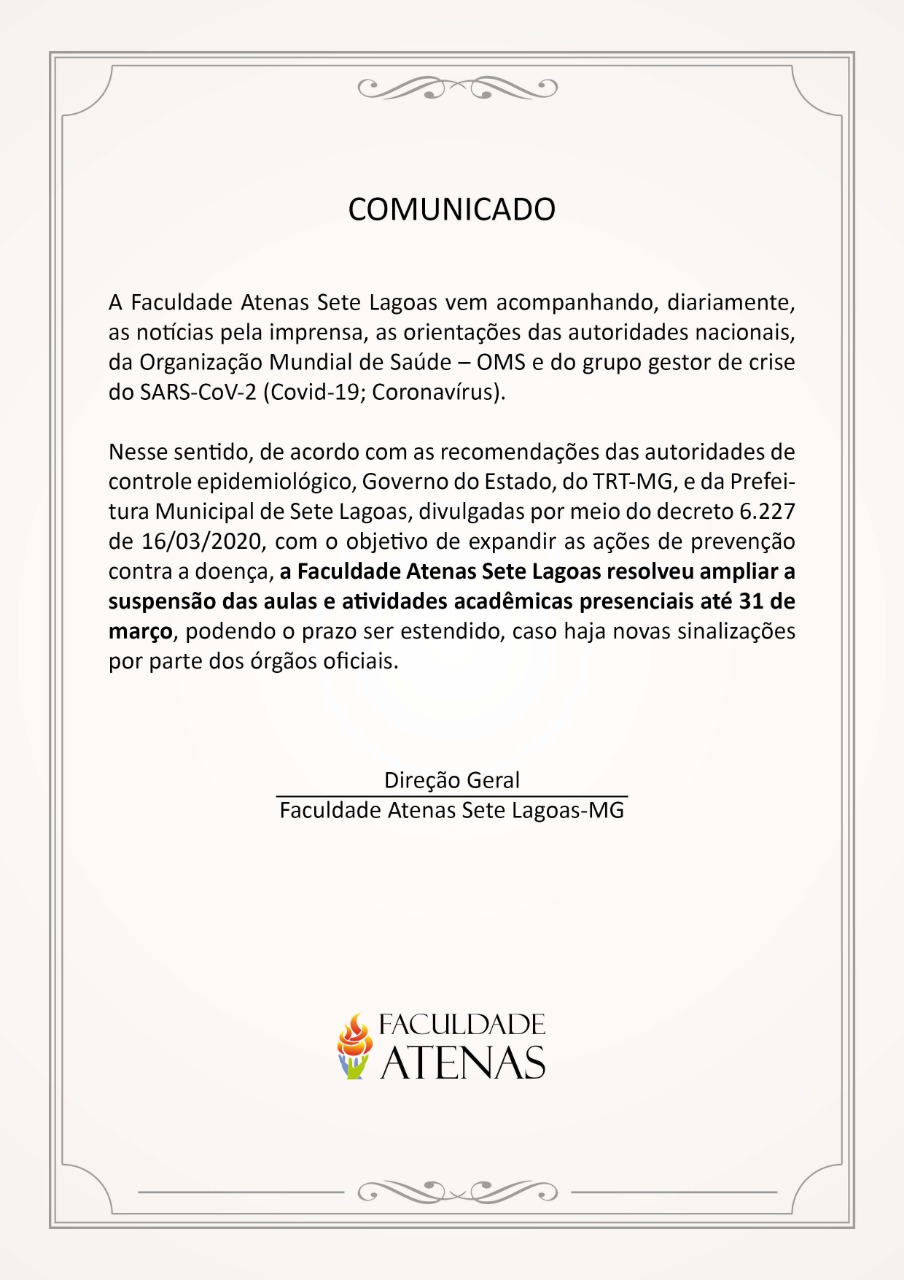 COMUNICADO
A Faculdade Atenas Sete Lagoas vem acompanhando, diariamente,
as notícias pela imprensa, as orientações das autoridades nacionais,
da Organização Mundial de Saúde – OMS e do grupo gestor de crise
do SARS-CoV-2 (Covid-19; Coronavírus).
Nesse sentido, de acordo com as recomendações das autoridades de
controle epidemiológico, Governo do Estado, do TRT-MG, e da Prefei-
tura Municipal de Sete Lagoas, divulgadas por meio do decreto 6.227
de 16/03/2020, com o objetivo de expandir as ações de prevenção
contra a doença, a Faculdade Atenas Sete Lagoas resolveu ampliar a
suspensão das aulas e atividades acadêmicas presenciais até 31 de
março, podendo o prazo ser estendido, caso haja novas sinalizações
por parte dos órgãos oficiais.
Direção Geral
Faculdade Atenas Sete Lagoas-MG
FACULDADE
ATENAS